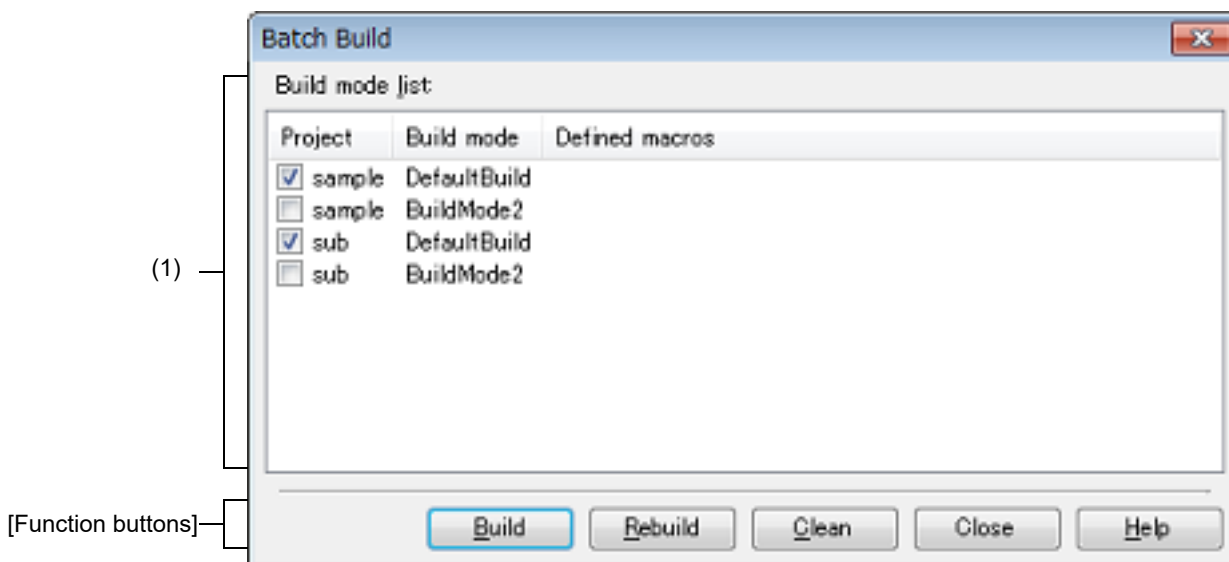 Batch Build
Build mode list:
Project Build mode Defined macros
sample DefaultBuild
sample BuildMode2
sub DefaultBuild
sub BuildMode2
(1)
[Function buttons]
Build Rebuild Clean Close Help